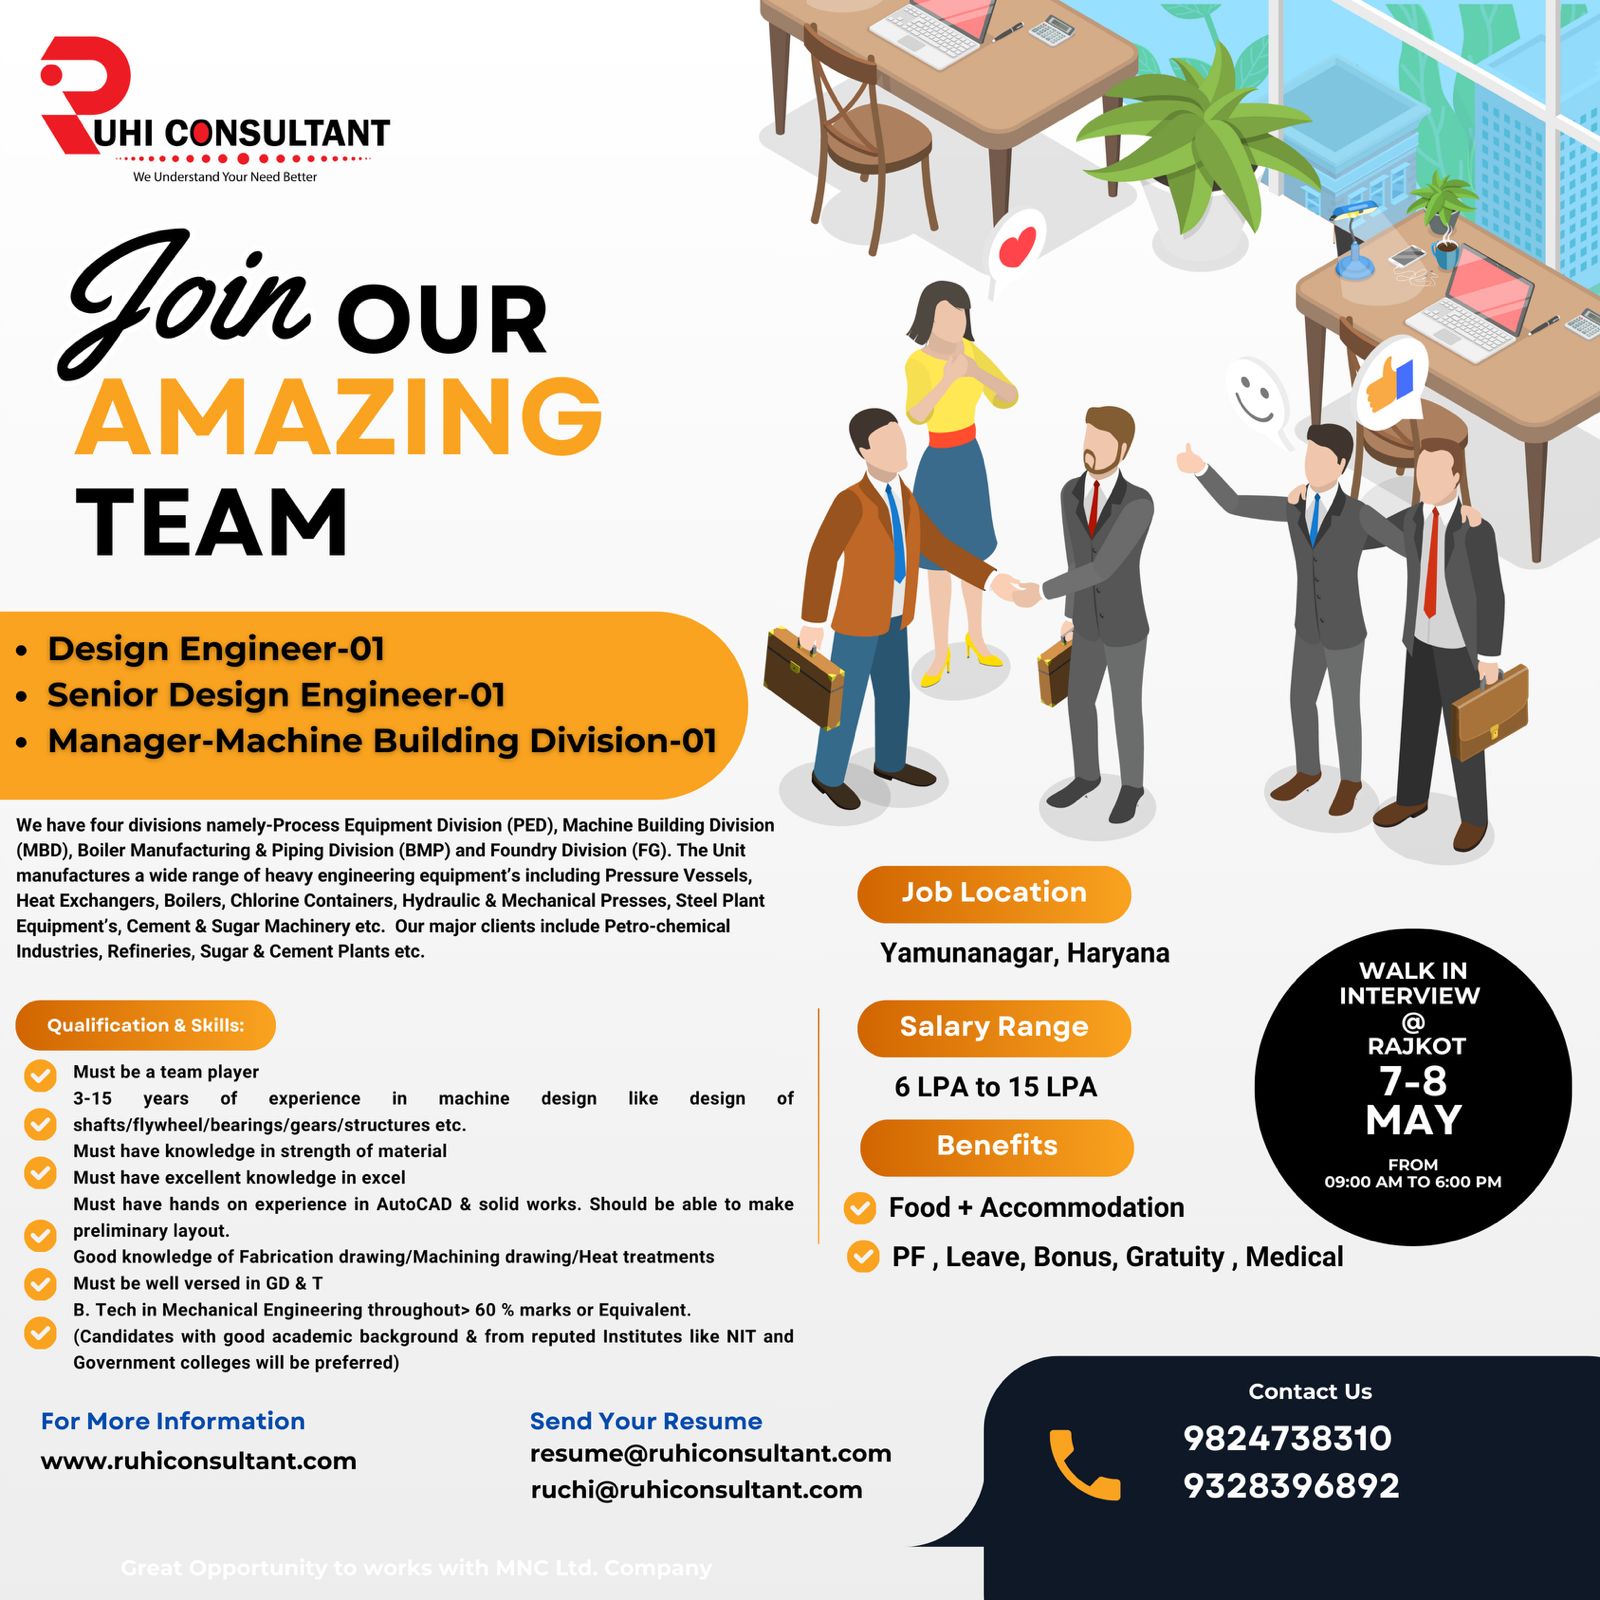 RUHI CONSULTANT
We Understand Your Need Better
Join OUR
AMAZING
TEAM
• Design Engineer-01
• Senior Design Engineer-01
• Manager-Machine Building Division-01
We have four divisions namely-Process Equipment Division (PED), Machine Building Division
(MBD), Boiler Manufacturing & Piping Division (BMP) and Foundry Division (FG). The Unit
manufactures a wide range of heavy engineering equipment's including Pressure Vessels,
Heat Exchangers, Boilers, Chlorine Containers, Hydraulic & Mechanical Presses, Steel Plant
Equipment's, Cement & Sugar Machinery etc. Our major clients include Petro-chemical
Industries, Refineries, Sugar & Cement Plants etc.
Qualification & Skills:
Must be a team player
3-15 years of experience in machine design like design of
shafts/flywheel/bearings/gears/structures etc.
Must have knowledge in strength of material
Must have excellent knowledge in excel
Must have hands on experience in AutoCAD & solid works. Should be able to make
preliminary layout.
Good knowledge of Fabrication drawing/Machining drawing/Heat treatments
Must be well versed in GD & T
B. Tech in Mechanical Engineering throughout> 60 % marks or Equivalent.
(Candidates with good academic background & from reputed Institutes like NIT and
Government colleges will be preferred)
Job Location
Yamunanagar, Haryana
Salary Range
6 LPA to 15 LPA
Benefits
Food + Accommodation
PF , Leave, Bonus, Gratuity , Medical
WALK IN
INTERVIEW
@
RAJKOT
7-8
MAY
FROM
09:00 AM TO 6:00 PM
For More Information
www.ruhiconsultant.com
Send Your Resume
resume@ruhiconsultant.com
ruchi@ruhiconsultant.com
Contact Us
9824738310
9328396892
Great Opportunity to works with MNC Ltd. Company